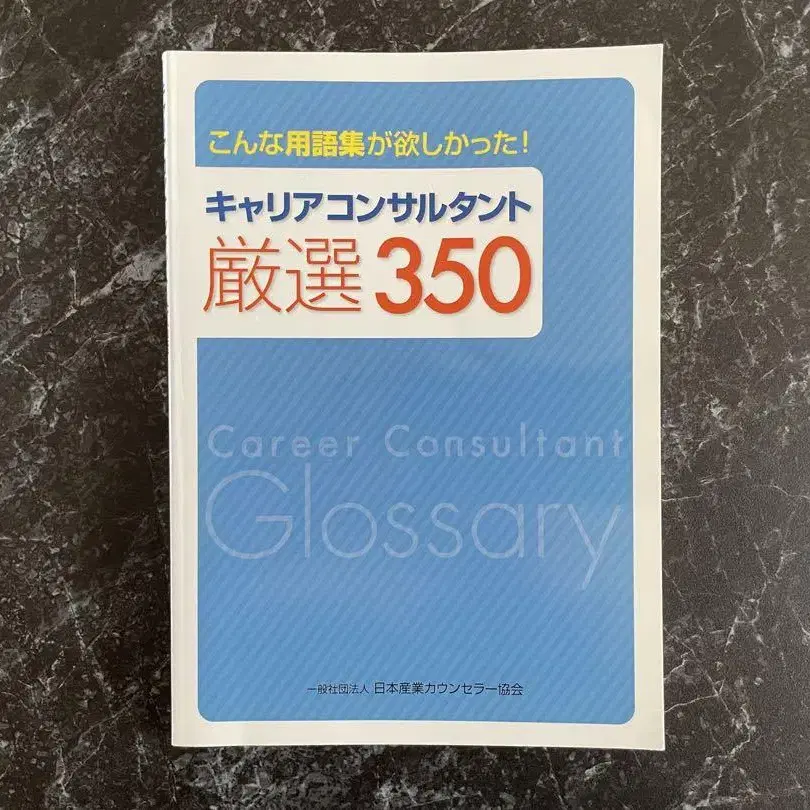 こんな用語集が欲しかった!
キャリアコンサルタント
厳選350
Career Consultant
Glossary
一般社団法人 日本産業カウンセラー協会